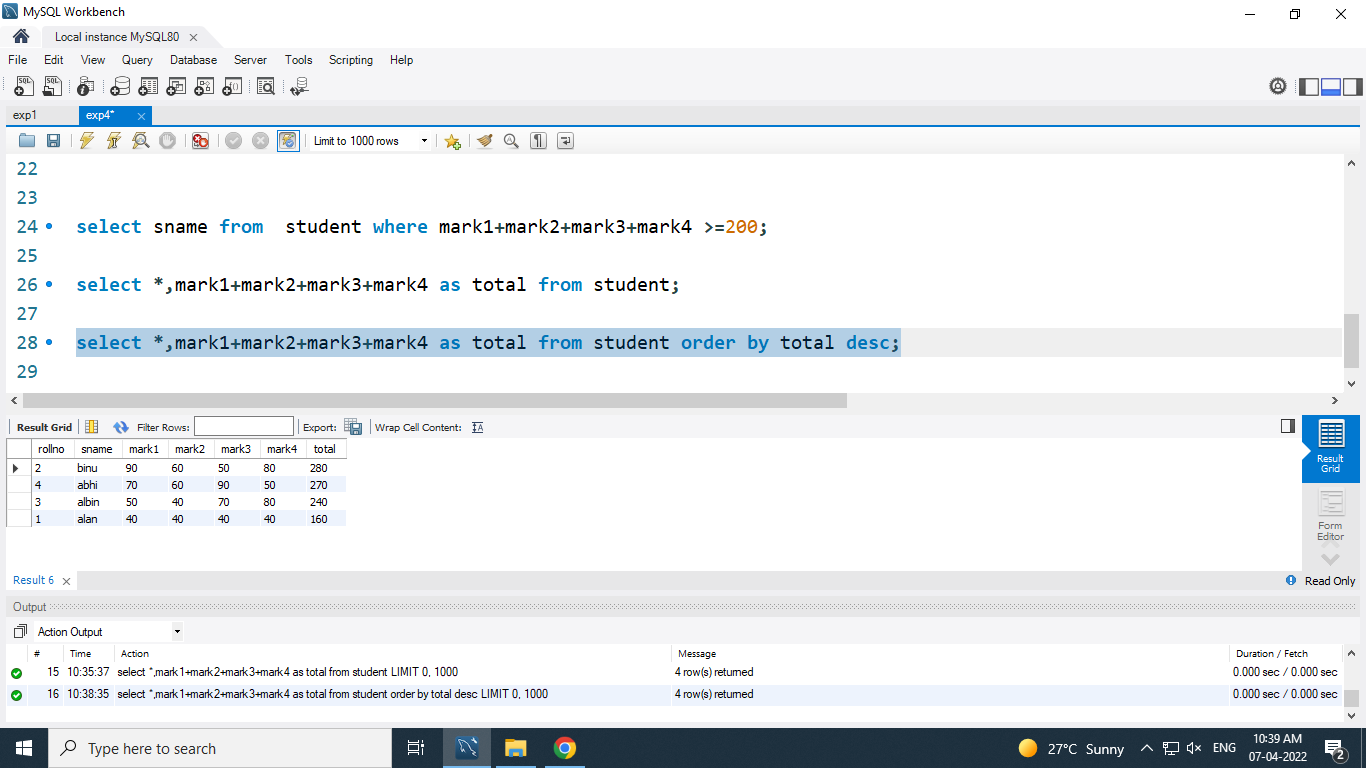 MySQL Workbench
Local instance MySQL80
File Edit View Query Database Server Tools Scripting Help
exp1 exp4*
Limit to 1000 rows
22
23
24 select sname from  student where mark1+mark2+mark3+mark4 >=200;
25
26 select *,mark1+mark2+mark3+mark4 as total from student;
27
28 select *,mark1+mark2+mark3+mark4 as total from student order by total desc;
29
Result Grid Filter Rows: Export: Wrap Cell Content:
rollno sname mark1 mark2 mark3 mark4 total
2 binu 90 60 50 80 280
4 abhi 70 60 90 50 270
3 albin 50 40 70 80 240
1 alan 40 40 40 40 160
Result
Grid
Form
Editor
Result 6 Read Only
Output
Action Output
# Time Action Message Duration / Fetch
15 10:35:37 select *,mark1+mark2+mark3+mark4 as total from student LIMIT 0, 1000 4 row(s) returned 0.000 sec / 0.000 sec
16 10:38:35 select *,mark1+mark2+mark3+mark4 as total from student order by total desc LIMIT 0, 1000 4 row(s) returned 0.000 sec / 0.000 sec
Type here to search 27°C Sunny ENG 10:39 AM
07-04-2022 2